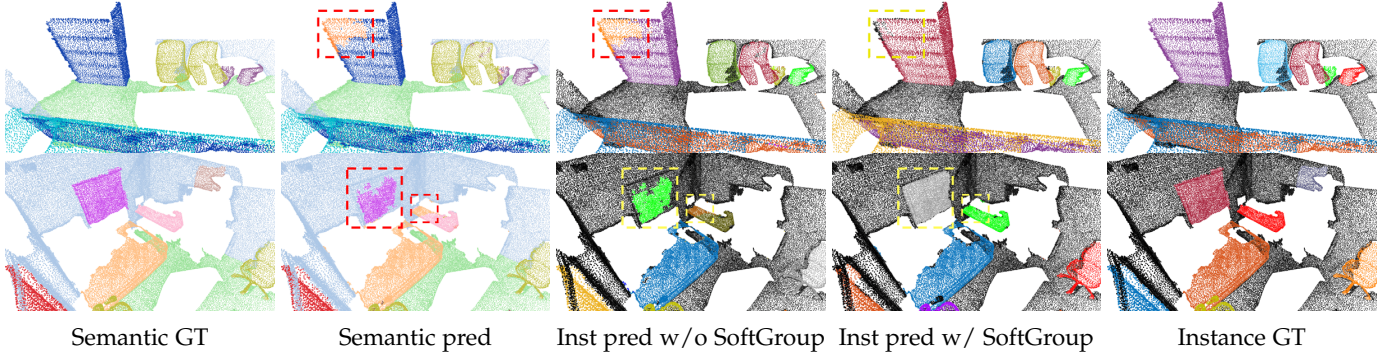 Semantic GT
Semantic pred
Inst pred w/o SoftGroup
Inst pred w/ SoftGroup
Instance GT